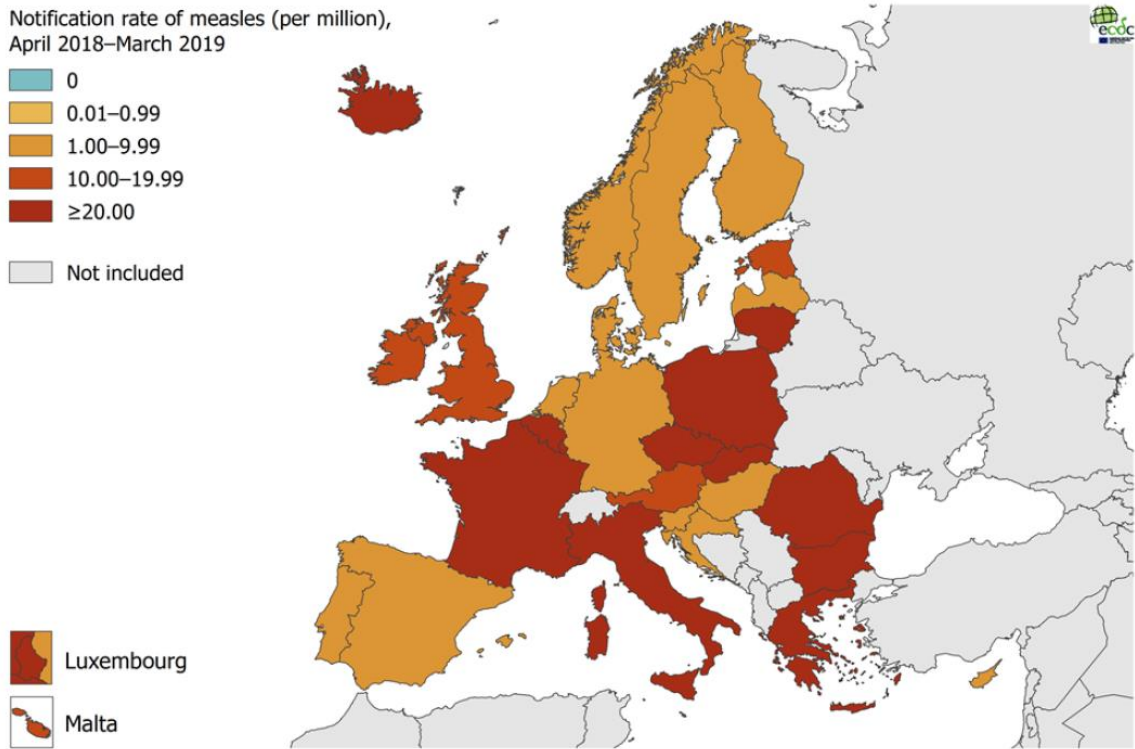 Notification rate of measles (per million),
April 2018–March 2019
0
0.01–0.99
1.00–9.99
10.00–19.99
≥20.00
Not included
Luxembourg
Malta
ecdc